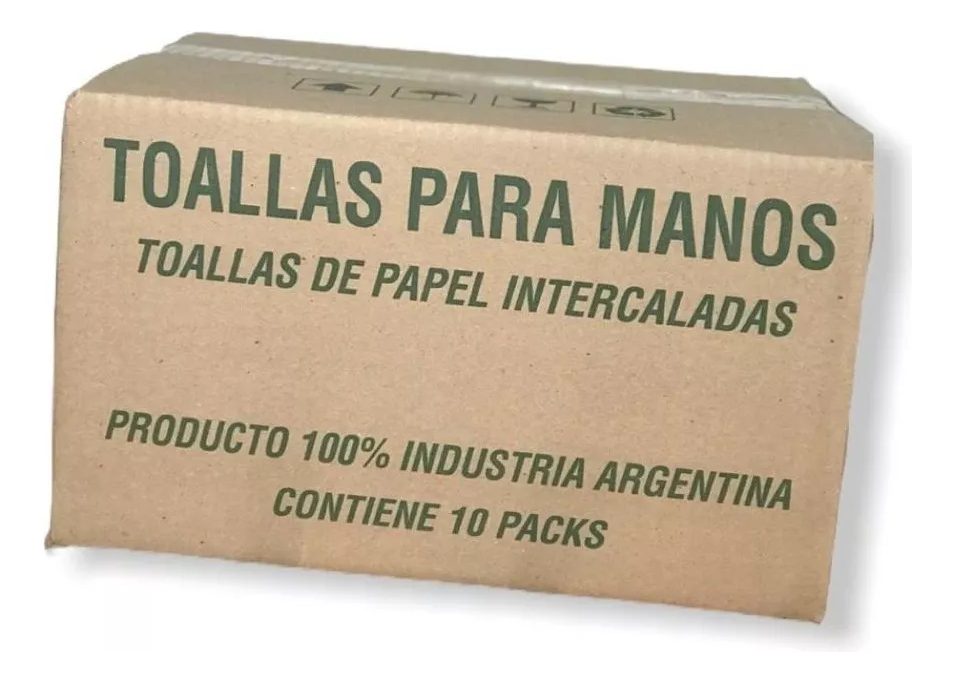 TOALLAS PARA MANOS
TOALLAS DE PAPEL INTERCALADAS
PRODUCTO 100% INDUSTRIA ARGENTINA
CONTIENE 10 PACKS